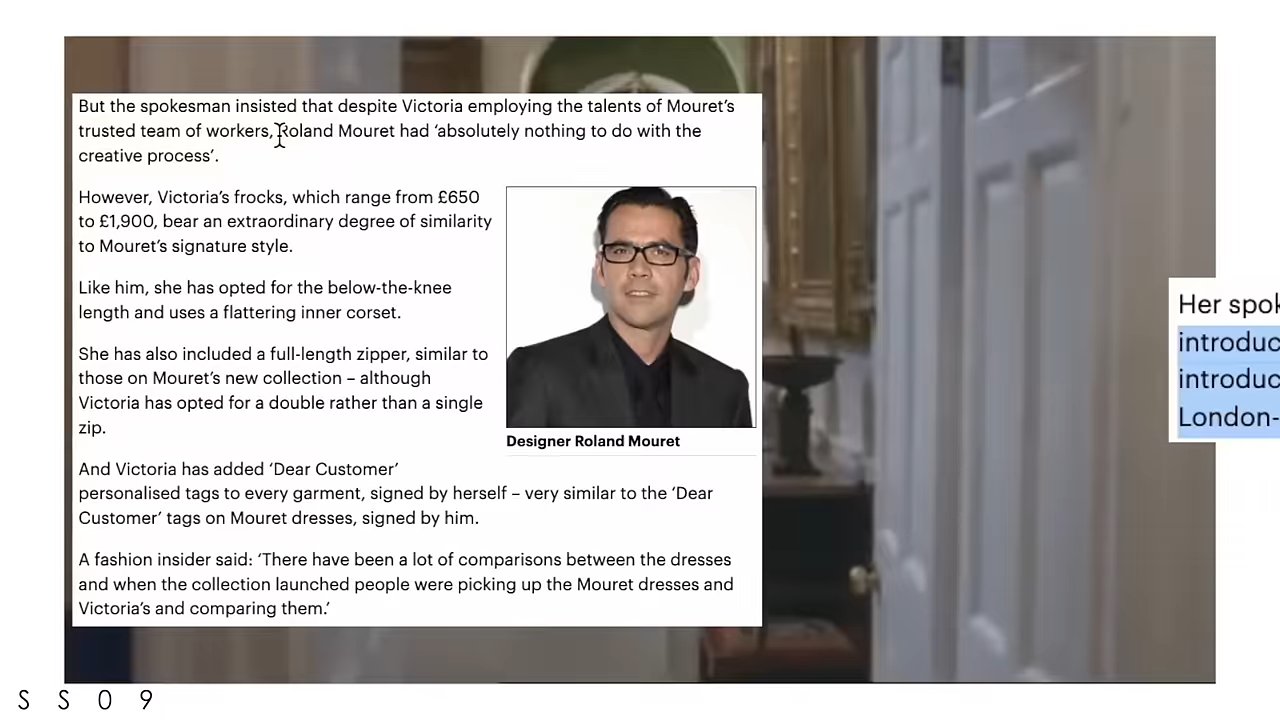 But the spokesman insisted that despite Victoria employing the talents of Mouret’s
trusted team of workers, Roland Mouret had ‘absolutely nothing to do with the
creative process’.
However, Victoria’s frocks, which range from £650
to £1,900, bear an extraordinary degree of similarity
to Mouret’s signature style.
Like him, she has opted for the below-the-knee
length and uses a flattering inner corset.
She has also included a full-length zipper, similar to
those on Mouret’s new collection – although
Victoria has opted for a double rather than a single
zip.
Designer Roland Mouret
And Victoria has added ‘Dear Customer’
personalised tags to every garment, signed by herself – very similar to the ‘Dear
Customer’ tags on Mouret dresses, signed by him.
A fashion insider said: ‘There have been a lot of comparisons between the dresses
and when the collection launched people were picking up the Mouret dresses and
Victoria’s and comparing them.’
Her spok
introduc
introduc
London-
S S 0 9